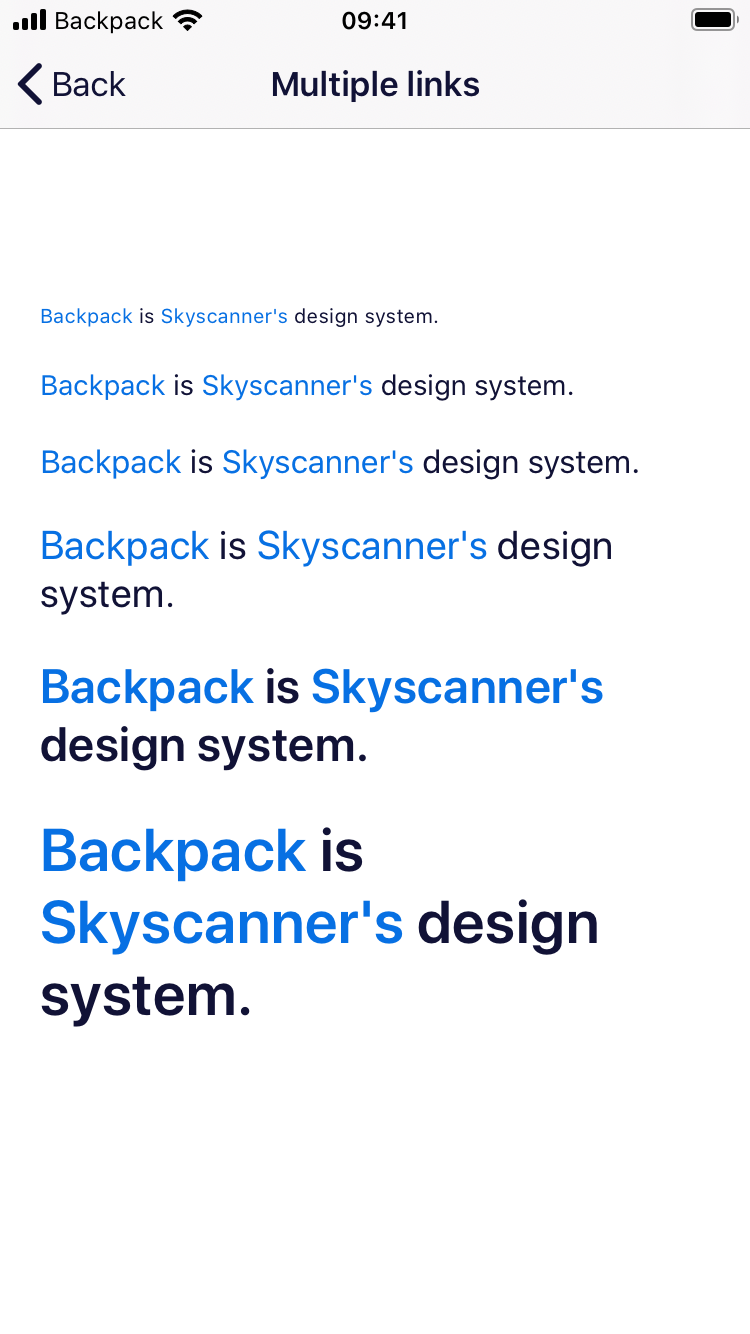 Backpack 09:41
Back Multiple links
Backpack is Skyscanner's design system.
Backpack is Skyscanner's design system.
Backpack is Skyscanner's design system.
Backpack is Skyscanner's design
system.
Backpack is Skyscanner's
design system.
Backpack is
Skyscanner's design
system.